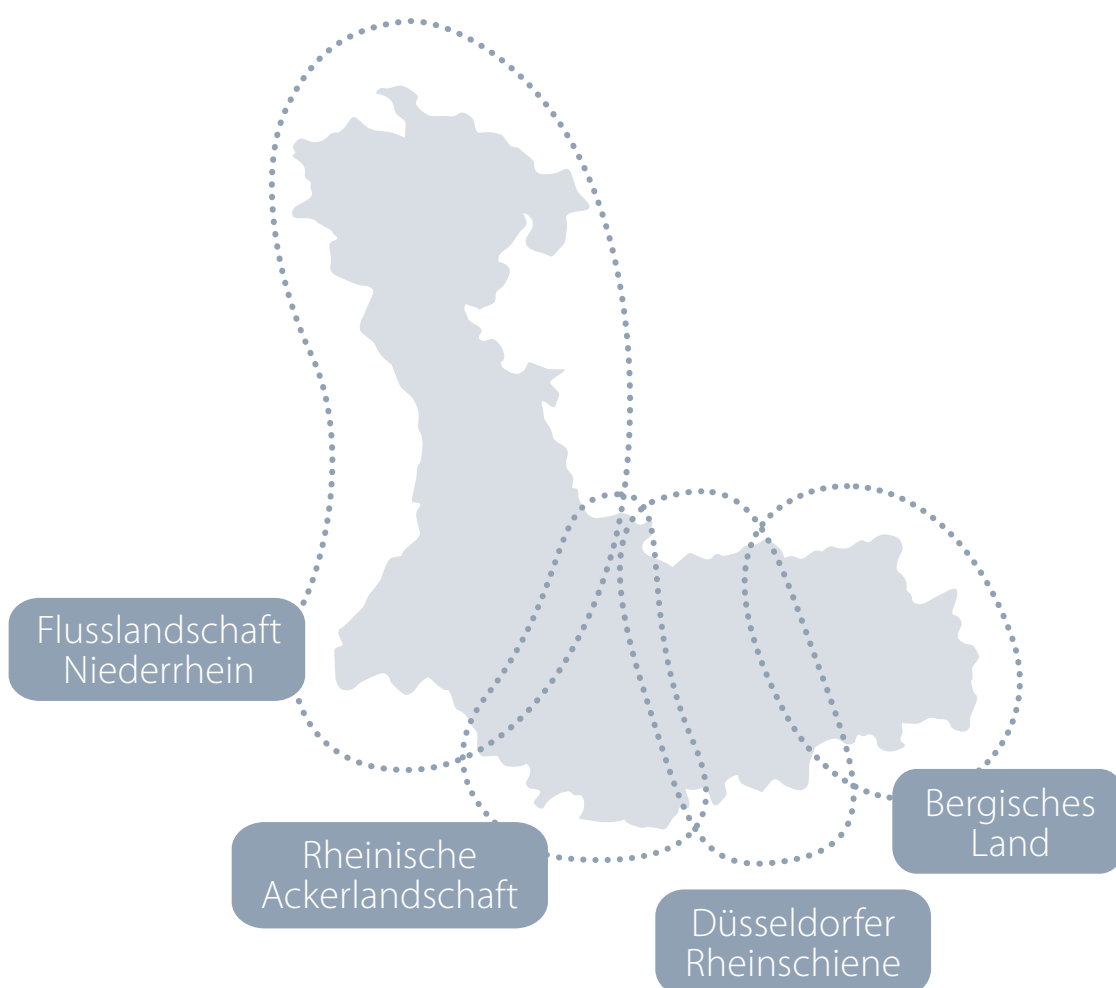 Flusslandschaft
Niederrhein
Rheinische
Ackerlandschaft
Düsseldorfer
Rheinschiene
Bergisches
Land